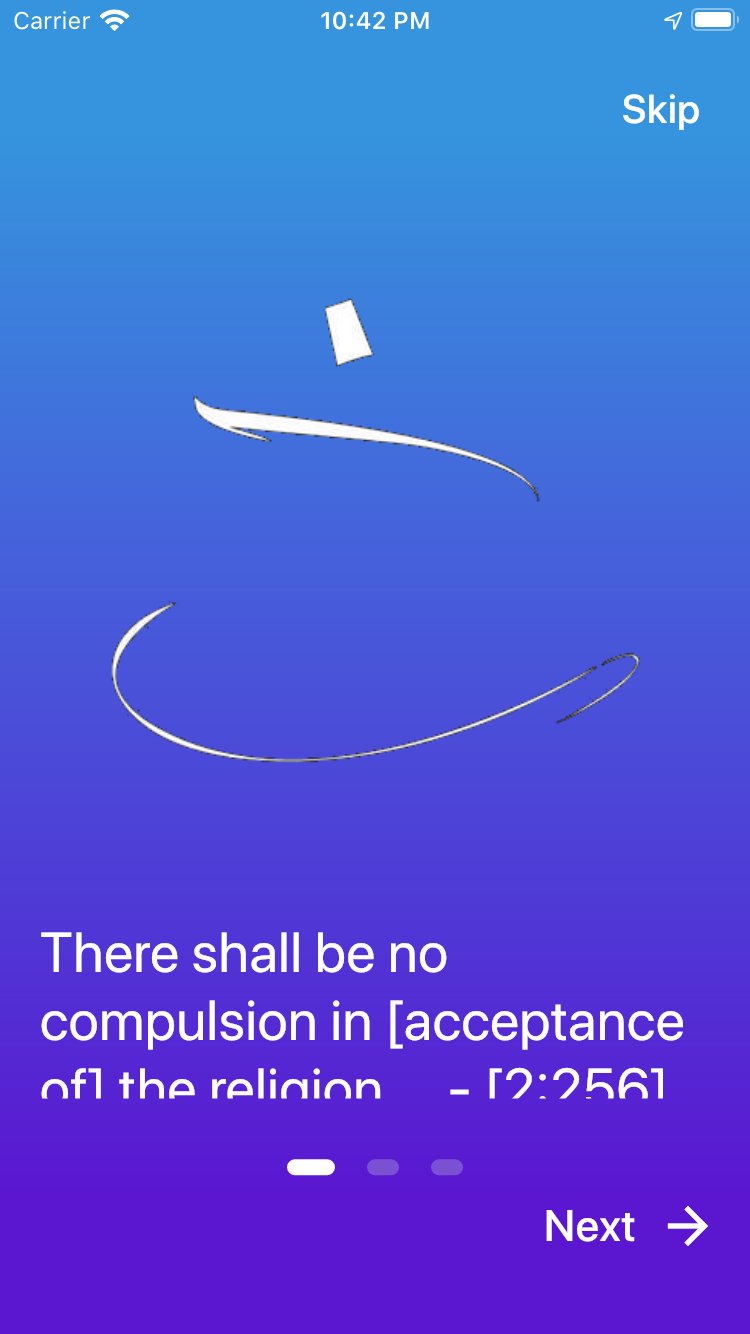 Carrier
10:42 PM
Skip
There shall be no
compulsion in [acceptance
of] the religion... - [2:256]
Next